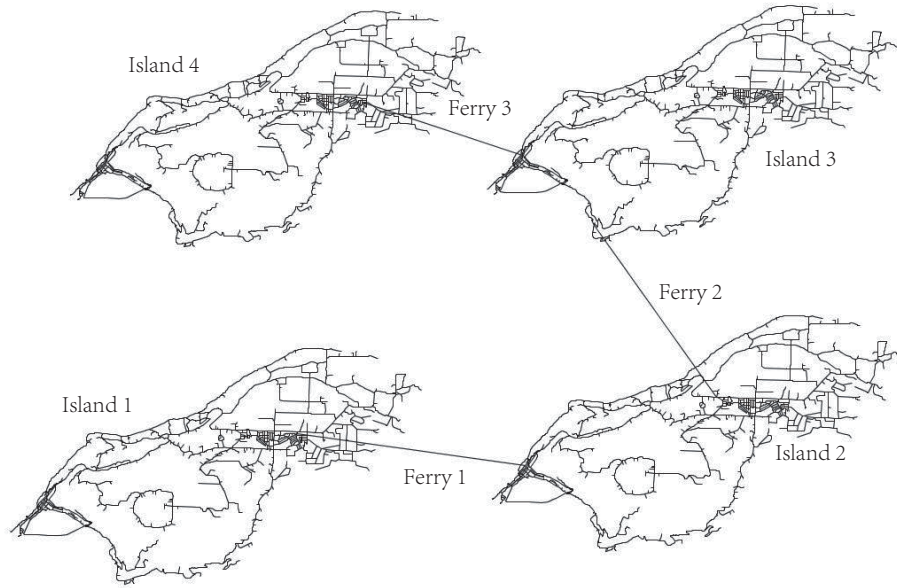 Island 4
Ferry 3
Island 3
Ferry 2
Island 1
Island 2
Ferry 1